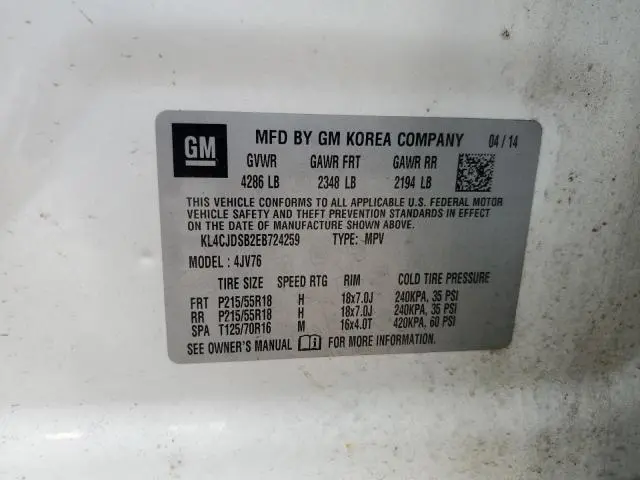 GM MFD BY GM KOREA COMPANY 04 / 14
GVWR GAWR FRT GAWR RR
4286 LB 2348 LB 2194 LB
THIS VEHICLE CONFORMS TO ALL APPLICABLE U.S. FEDERAL MOTOR
VEHICLE SAFETY AND THEFT PREVENTION STANDARDS IN EFFECT
ON THE DATE OF MANUFACTURE SHOWN ABOVE.
KL4CJDSB2EB724259 TYPE: MPV
MODEL : 4JV76
TIRE SIZE SPEED RTG RIM COLD TIRE PRESSURE
FRT P215/55R18 H 18x7.0J 240KPA, 35 PSI
RR P215/55R18 H 18x7.0J 240KPA, 35 PSI
SPA T125/70R16 M 16x4.0T 420KPA, 60 PSI
SEE OWNER'S MANUAL FOR MORE INFORMATION.